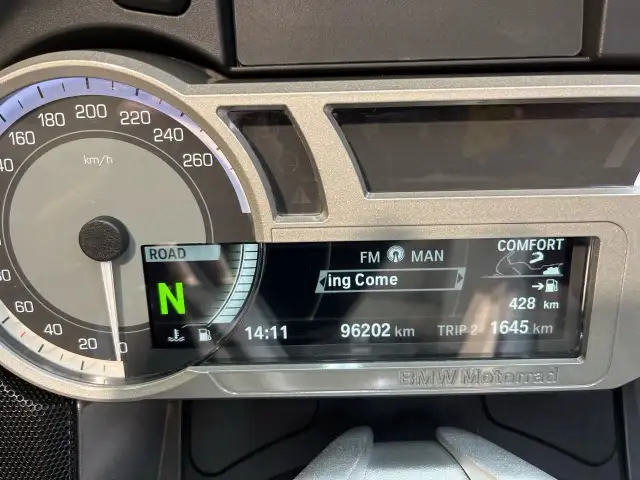 160 180 200 220 240 260
km/h
60 40 20 0
ROAD
N
FM MAN
ing Come
COMFORT
428 km
14:11 96202 km TRIP 2 1645 km
BMW Motorrad